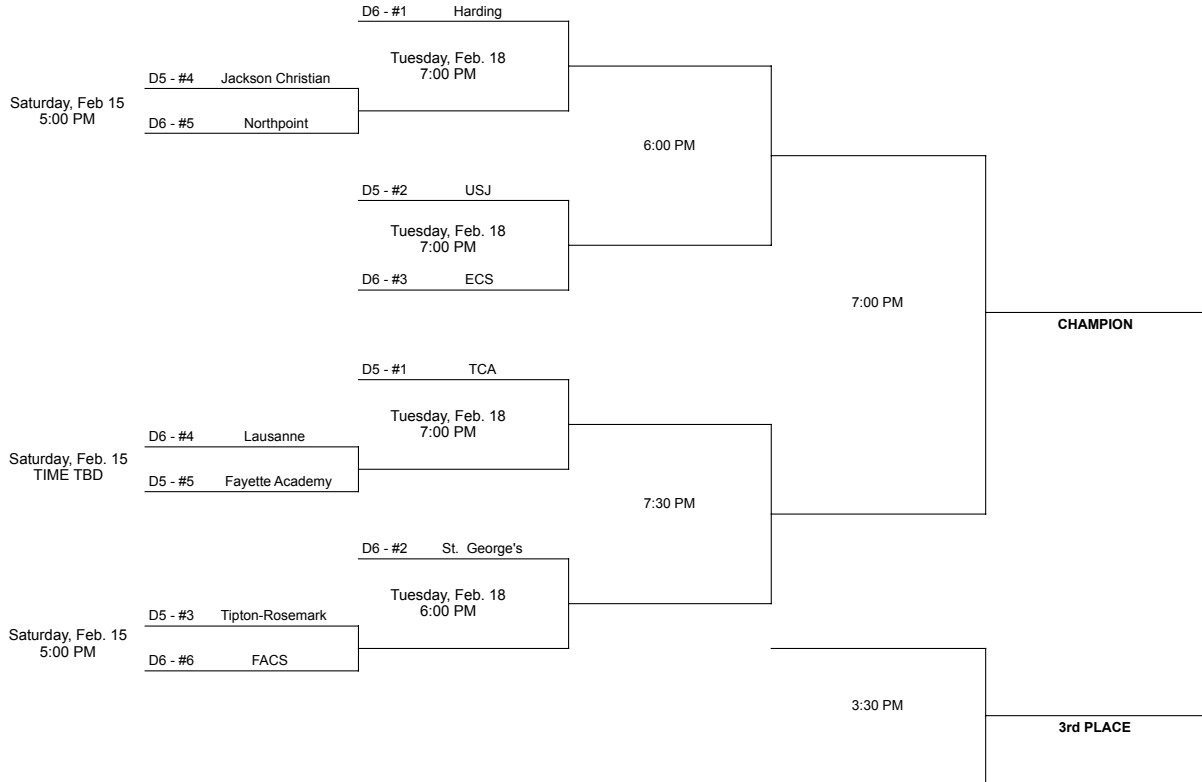 D6 - #1 Harding
Tuesday, Feb. 18
7:00 PM
D5 - #4 Jackson Christian
Saturday, Feb 15
5:00 PM
D6 - #5 Northpoint
6:00 PM
D5 - #2 USJ
Tuesday, Feb. 18
7:00 PM
D6 - #3 ECS
7:00 PM
CHAMPION
D5 - #1 TCA
Tuesday, Feb. 18
7:00 PM
D6 - #4 Lausanne
Saturday, Feb. 15
TIME TBD
D5 - #5 Fayette Academy
7:30 PM
D6 - #2 St. George's
Tuesday, Feb. 18
6:00 PM
D5 - #3 Tipton-Rosemark
Saturday, Feb. 15
5:00 PM
D6 - #6 FACS
3:30 PM
3rd PLACE